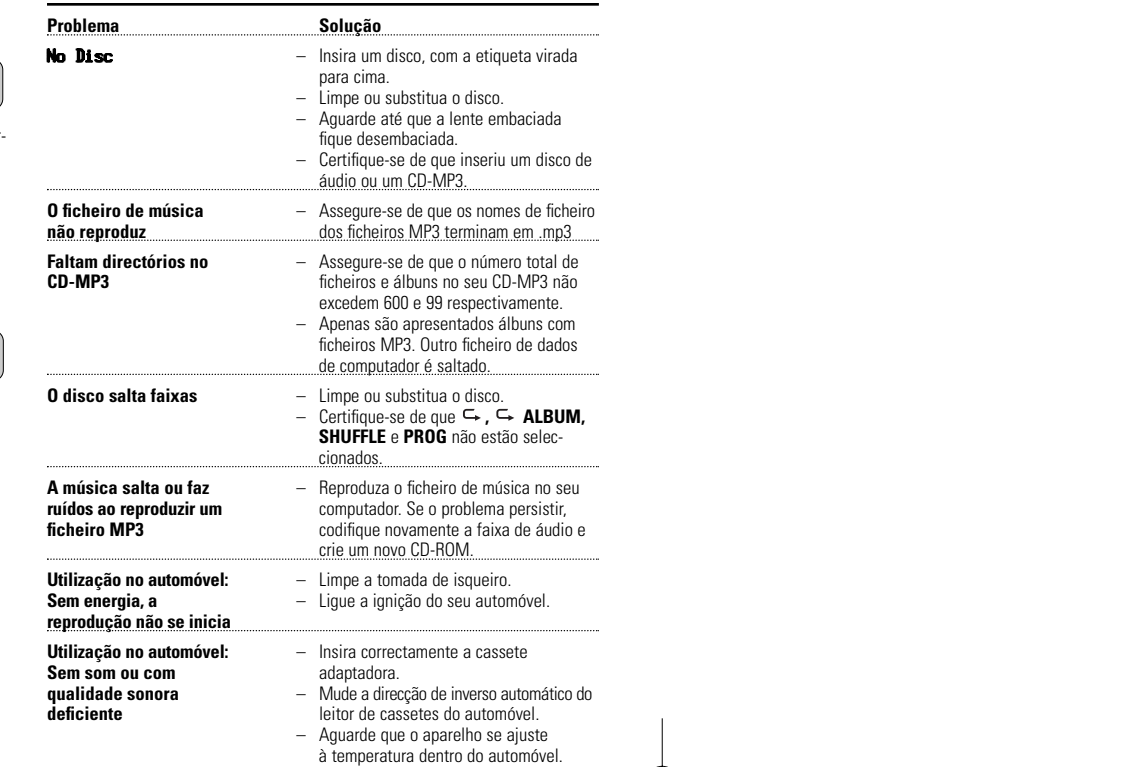 Problema Solução
No Disc – Insira um disco, com a etiqueta virada
para cima.
– Limpe ou substitua o disco.
– Aguarde até que a lente embaciada
fique desembaciada.
– Certifique-se de que inseriu um disco de
áudio ou um CD-MP3.
O ficheiro de música – Assegure-se de que os nomes de ficheiro
não reproduz dos ficheiros MP3 terminam em .mp3
Faltam directórios no – Assegure-se de que o número total de
CD-MP3 ficheiros e álbuns no seu CD-MP3 não
excedem 600 e 99 respectivamente.
– Apenas são apresentados álbuns com
ficheiros MP3. Outro ficheiro de dados
de computador é saltado.
O disco salta faixas – Limpe ou substitua o disco.
– Certifique-se de que , ALBUM,
SHUFFLE e PROG não estão selec-
cionados.
A música salta ou faz – Reproduza o ficheiro de música no seu
ruídos ao reproduzir um computador. Se o problema persistir,
ficheiro MP3 codifique novamente a faixa de áudio e
crie um novo CD-ROM.
Utilização no automóvel: – Limpe a tomada de isqueiro.
Sem energia, a – Ligue a ignição do seu automóvel.
reprodução não se inicia
Utilização no automóvel: – Insira correctamente a cassete
Sem som ou com adaptadora.
qualidade sonora – Mude a direcção de inverso automático do
deficiente leitor de cassetes do automóvel.
– Aguarde que o aparelho se ajuste
à temperatura dentro do automóvel.